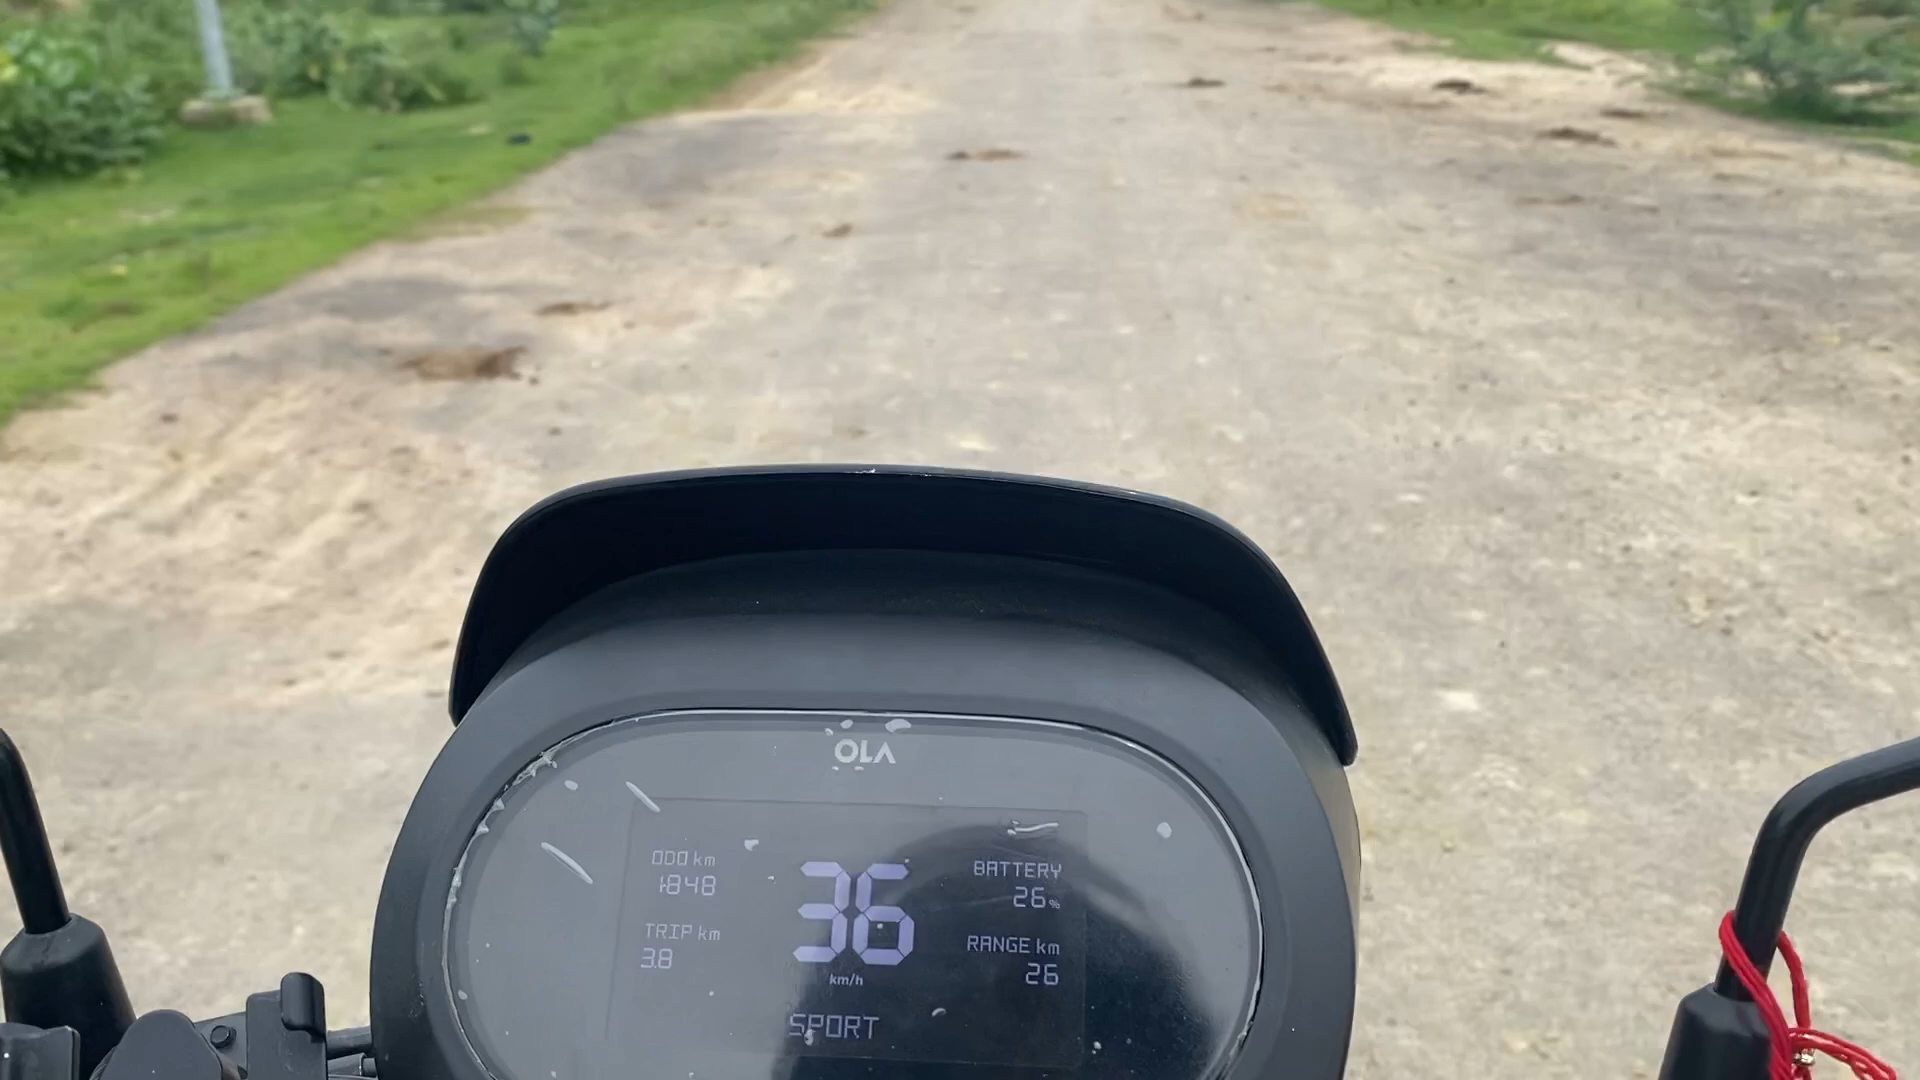 OLA
ODO km
1848
TRIP km
3.8
36
km/h
BATTERY
26%
RANGE km
26
SPORT